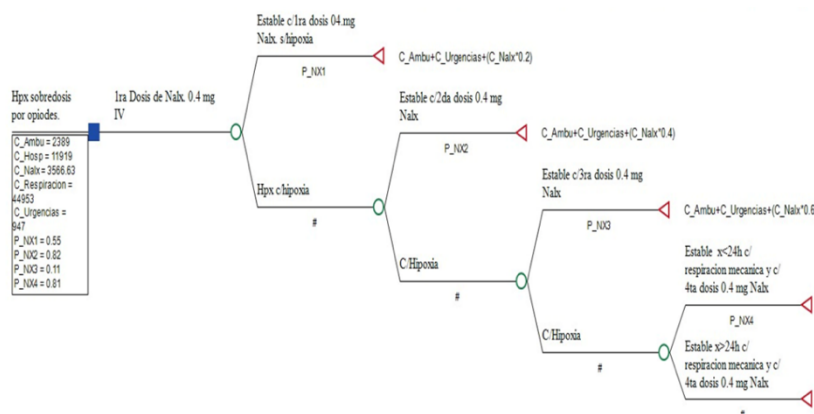 Estable c/1ra dosis 04.mg
Nalx. s/hipoxia
P_NX1
C_Ambu+C_Urgencias+(C_Nalx*0.2)
Hpx sobredosis
por opiodes.
1ra Dosis de Nalx. 0.4 mg
IV
C_Ambu = 2389
C_Hosp = 11919
C_Nalx = 3566.63
C_Respiracion =
44953
C_Urgencias =
947
P_NX1 = 0.55
P_NX2 = 0.82
P_NX3 = 0.11
P_NX4 = 0.81
Estable c/2da dosis 0.4 mg
Nalx
P_NX2
C_Ambu+C_Urgencias+(C_Nalx*0.4)
Hpx c/hipoxia
#
Estable c/3ra dosis 0.4 mg
Nalx
P_NX3
C_Ambu+C_Urgencias+(C_Nalx*0.6
C/Hipoxia
#
Estable x<24h c/
respiracion mecanica y c/
4ta dosis 0.4 mg Nalx
P_NX4
C/Hipoxia
#
Estable x>24h c/
respiracion mecanica y c/
4ta dosis 0.4 mg Nalx
#